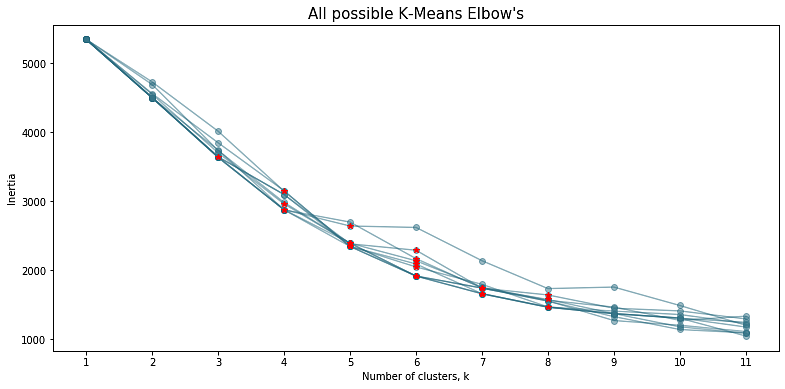 All possible K-Means Elbow's
5000
4000
3000
2000
1000
Inertia
1 2 3 4 5 6 7 8 9 10 11
Number of clusters, k